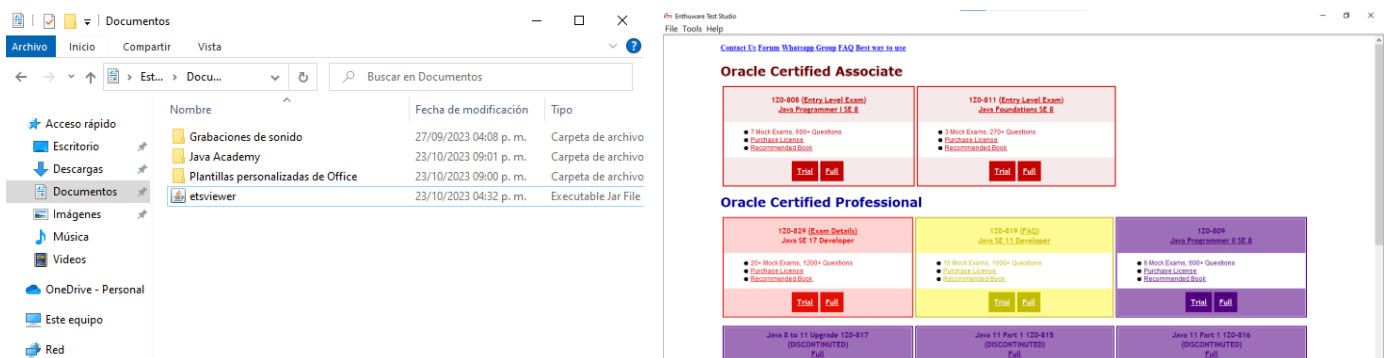 Documentos
Archivo Inicio Compartir Vista
Est... Docu... Buscar en Documentos
Nombre Fecha de modificación Tipo
Acceso rápido
Escritorio
Descargas
Documentos
Imágenes
Música
Videos
OneDrive - Personal
Este equipo
Red
Grabaciones de sonido 27/09/2023 04:08 p. m. Carpeta de archivo
Java Academy 23/10/2023 09:01 p. m. Carpeta de archivo
Plantillas personalizadas de Office 23/10/2023 09:00 p. m. Carpeta de archivo
etsviewer 23/10/2023 04:32 p. m. Executable Jar File
Enthuware Test Studio
File Tools Help
Contact Us Forum Whatsapp Group FAQ Best way to use
Oracle Certified Associate
1Z0-808 (Entry Level Exam)
Java Programmer I SE 8
7 Mock Exams, 600+ Questions
Purchase License
Recommended Book
Trial Full
1Z0-811 (Entry Level Exam)
Java Foundations SE 8
3 Mock Exams, 270+ Questions
Purchase License
Recommended Book
Trial Full
Oracle Certified Professional
1Z0-829 (Exam Details)
Java SE 17 Developer
20+ Mock Exams, 1200+ Questions
Purchase License
Recommended Book
Trial Full
1Z0-819 (FAQ)
Java SE 11 Developer
16 Mock Exams, 1000+ Questions
Purchase License
Recommended Book
Trial Full
1Z0-809
Java Programmer II SE 8
6 Mock Exams, 600+ Questions
Purchase License
Recommended Book
Trial Full
Java 8 to 11 Upgrade 1Z0-817
(DISCONTINUTED)
Full
Java 11 Part 1 1Z0-815
(DISCONTINUTED)
Full
Java 11 Part 1 1Z0-816
(DISCONTINUTED)
Full